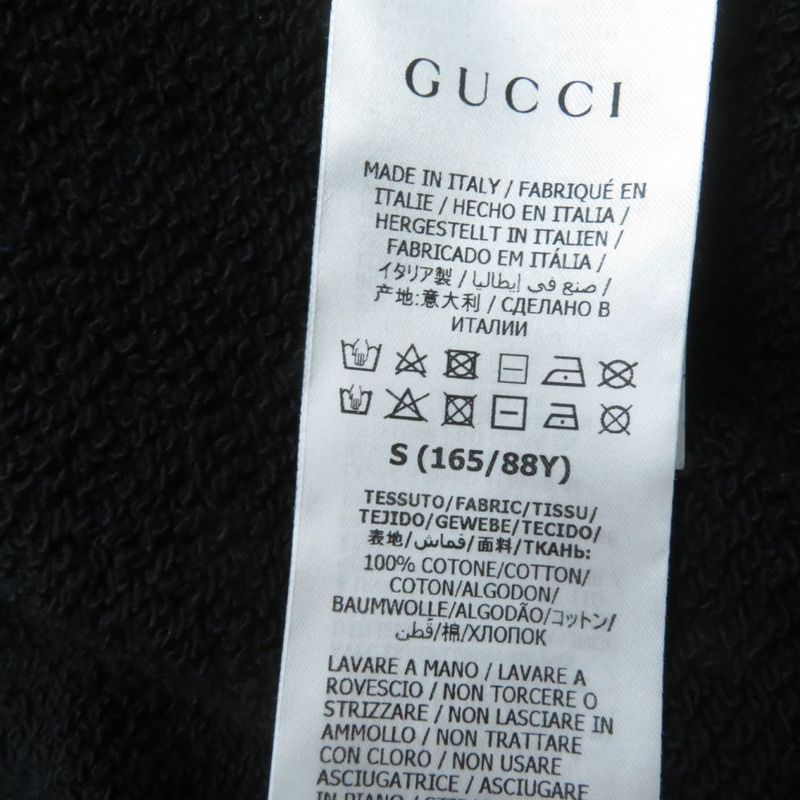 GUCCI
MADE IN ITALY / FABRIQUÉ EN
ITALIE / HECHO EN ITALIA /
HERGESTELLT IN ITALIEN /
FABRICADO EM ITÁLIA /
イタリア製 / صنع في إيطاليا /
产地:意大利 / СДЕЛАНО В
ИТАЛИИ
S (165/88Y)
TESSUTO/FABRIC/TISSU/
TEJIDO/GEWEBE/TECIDO/
表地/قماش/面料/ТКАНЬ:
100% COTONE/COTTON/
COTON/ALGODON/
BAUMWOLLE/ALGODÃO/コットン/
قُطن/棉/ХЛОПОК
LAVARE A MANO / LAVARE A
ROVESCIO / NON TORCERE O
STRIZZARE / NON LASCIARE IN
AMMOLLO / NON TRATTARE
CON CLORO / NON USARE
ASCIUGATRICE / ASCIUGARE
IN PIANO /